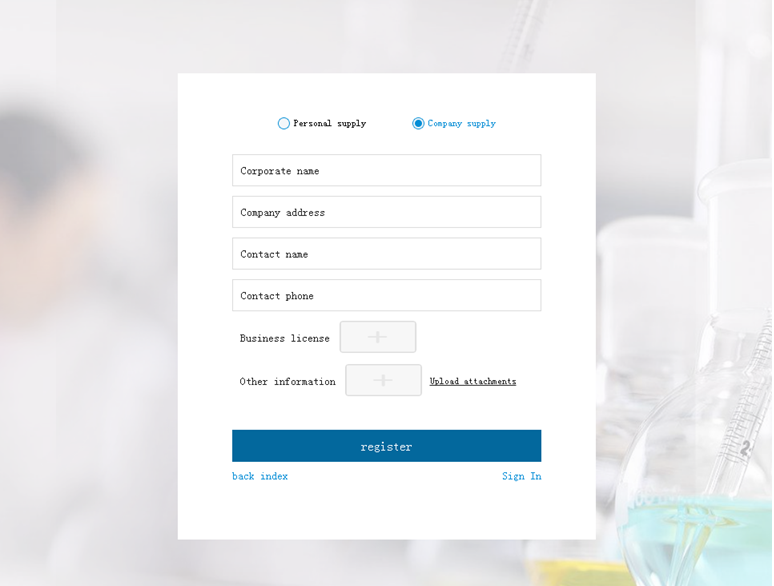 Personal supply Company supply
Corporate name
Company address
Contact name
Contact phone
Business license
Other information Upload attachments
register
back index Sign In
2